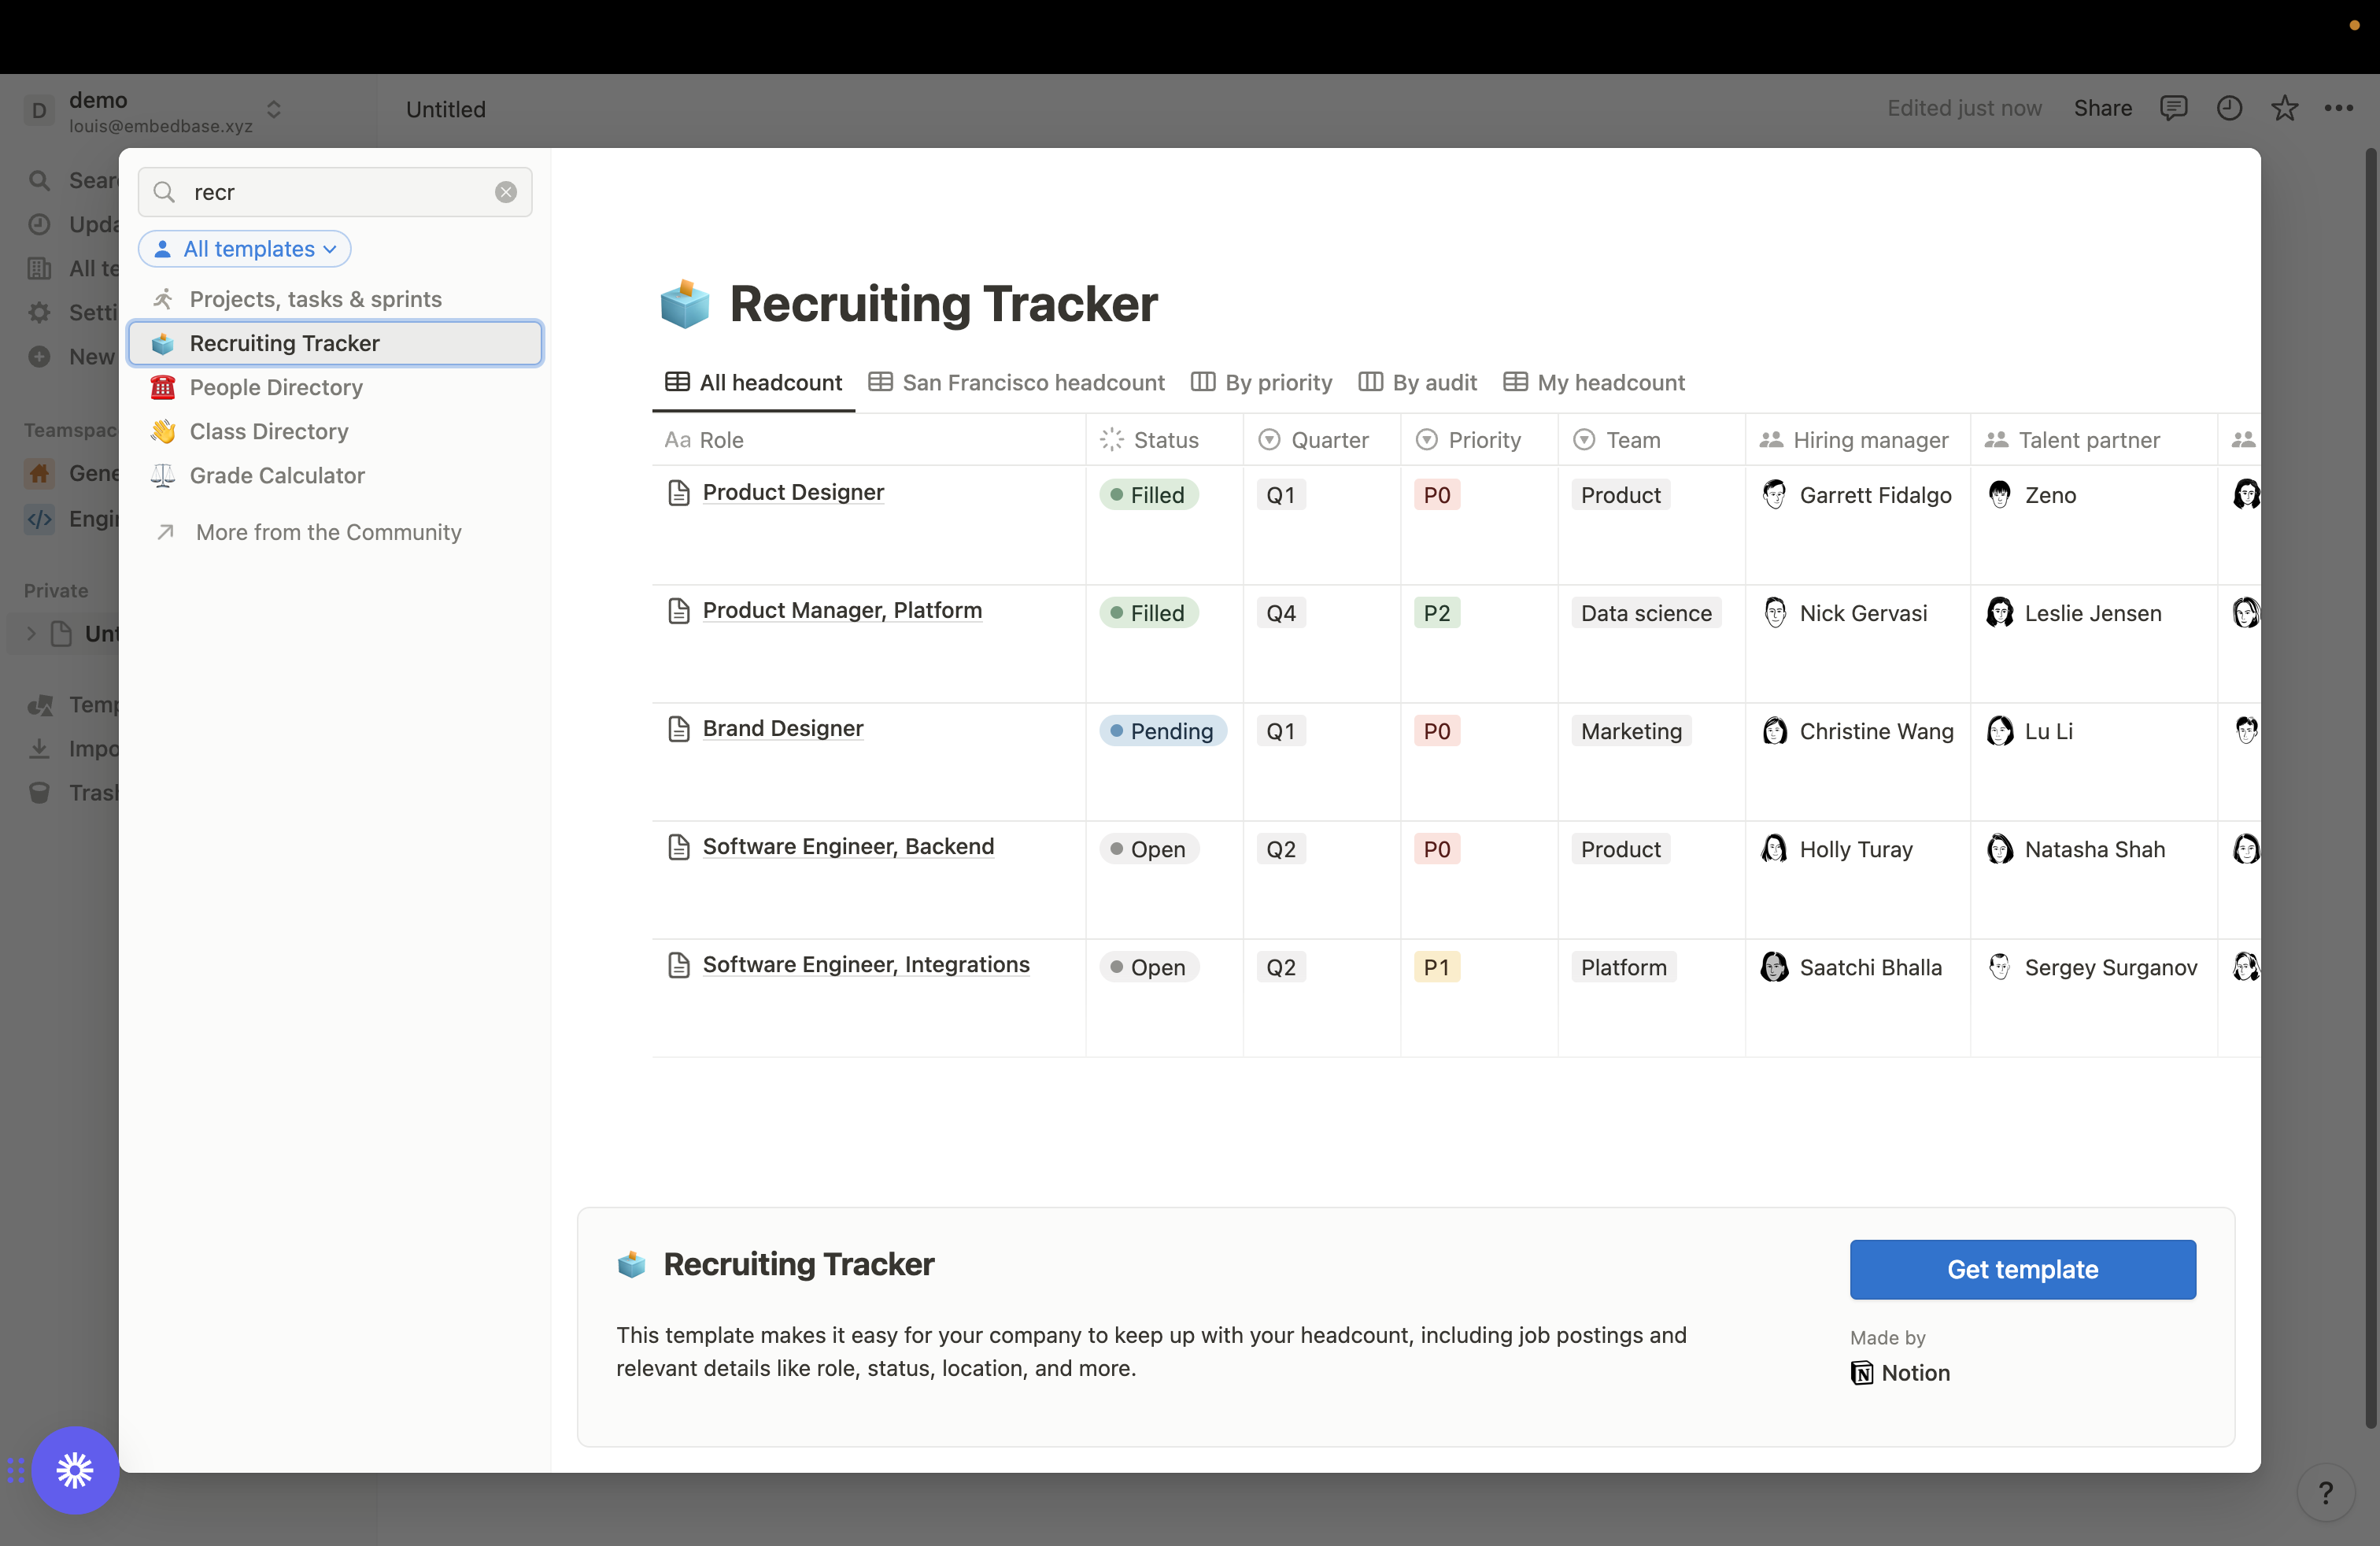 D
demo
louis@embedbase.xyz
Untitled
Edited just now
Share
Sear
Upda
All te
Setti
New
Teamspac
Gene
Engin
Private
Unt
Temp
Impo
Trash
recr
All templates
Projects, tasks & sprints
Recruiting Tracker
People Directory
Class Directory
Grade Calculator
More from the Community
Recruiting Tracker
All headcount San Francisco headcount By priority By audit My headcount
Aa Role Status Quarter Priority Team Hiring manager Talent partner
Product Designer Filled Q1 P0 Product Garrett Fidalgo Zeno
Product Manager, Platform Filled Q4 P2 Data science Nick Gervasi Leslie Jensen
Brand Designer Pending Q1 P0 Marketing Christine Wang Lu Li
Software Engineer, Backend Open Q2 P0 Product Holly Turay Natasha Shah
Software Engineer, Integrations Open Q2 P1 Platform Saatchi Bhalla Sergey Surganov
Recruiting Tracker
This template makes it easy for your company to keep up with your headcount, including job postings and
relevant details like role, status, location, and more.
Get template
Made by
Notion
?